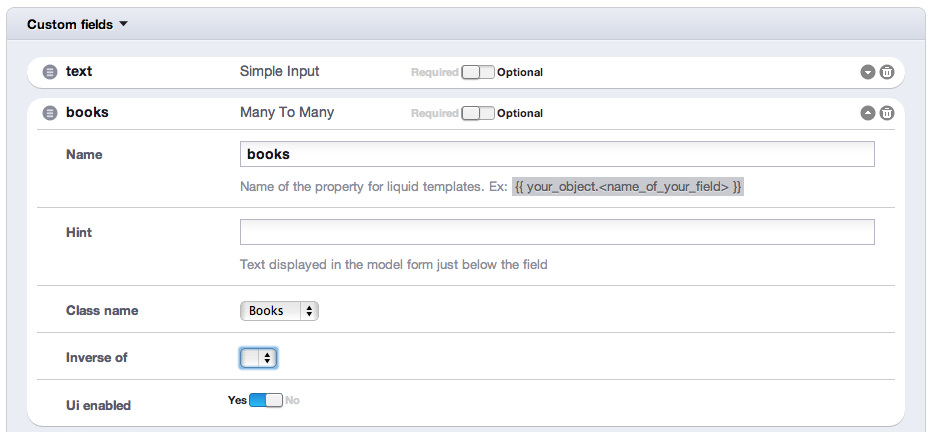 Custom fields
text Simple Input Required Optional
books Many To Many Required Optional
Name books
Name of the property for liquid templates. Ex: {{ your_object.<name_of_your_field> }}
Hint
Text displayed in the model form just below the field
Class name Books
Inverse of
Ui enabled Yes No